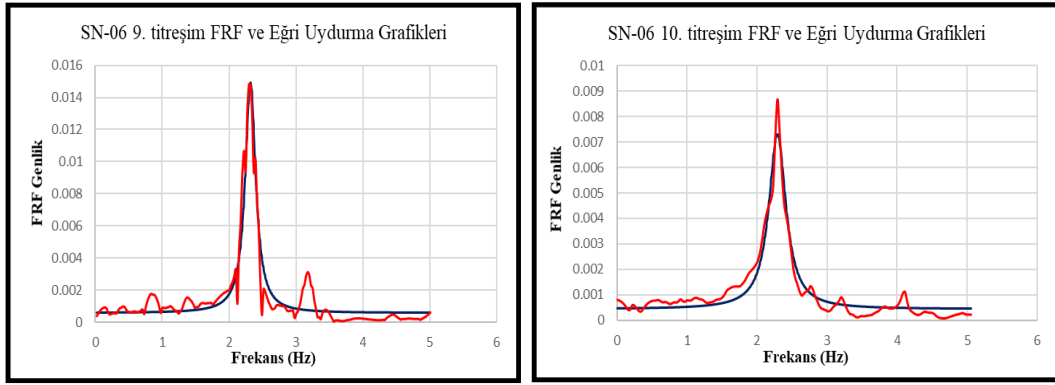 SN-06 9. titreşim FRF ve Eğri Uydurma Grafikleri
FRF Genlik
0.016
0.014
0.012
0.01
0.008
0.006
0.004
0.002
0
0 1 2 3 4 5 6
Frekans (Hz)
SN-06 10. titreşim FRF ve Eğri Uydurma Grafikleri
FRF Genlik
0.01
0.009
0.008
0.007
0.006
0.005
0.004
0.003
0.002
0.001
0
0 1 2 3 4 5 6
Frekans (Hz)